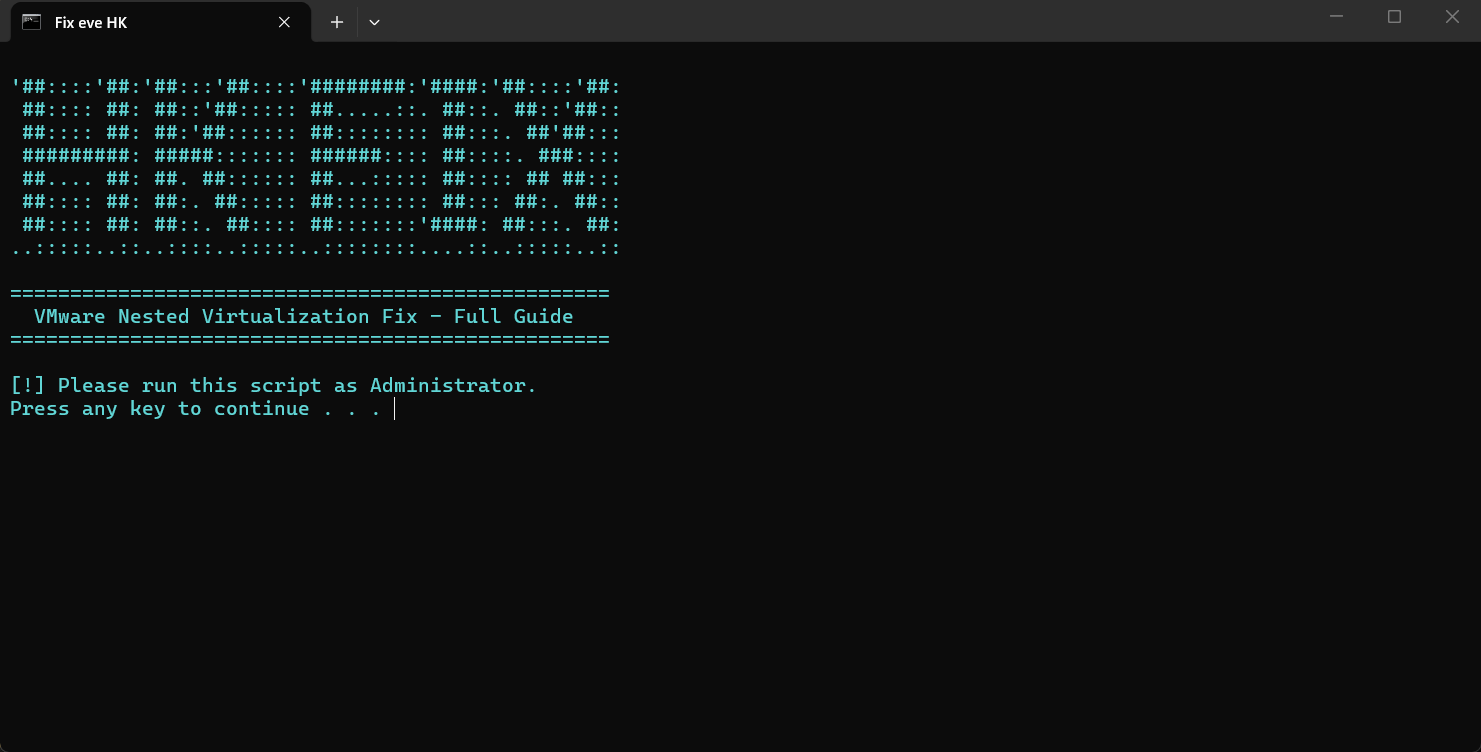 Fix eve HK
'##::::'##:'##:::'##::::'########:'####:'##::::'##:
 ##:::: ##: ##::'##::::: ##.....::. ##::. ##::'##::
 ##:::: ##: ##:'##:::::: ##:::::::: ##:::. ##'##:::
 #########: #####::::::: ######:::: ##::::. ###::::
 ##.... ##: ##. ##:::::: ##...::::: ##:::: ## ##:::
 ##:::: ##: ##:. ##::::: ##:::::::: ##::: ##:. ##::
 ##:::: ##: ##::. ##:::: ##::::::::'####: ##:::. ##:
..:::::..::..::::..:::::..:::::::::....::..:::::..::
==================================================
  VMware Nested Virtualization Fix - Full Guide
==================================================
[!] Please run this script as Administrator.
Press any key to continue . . .